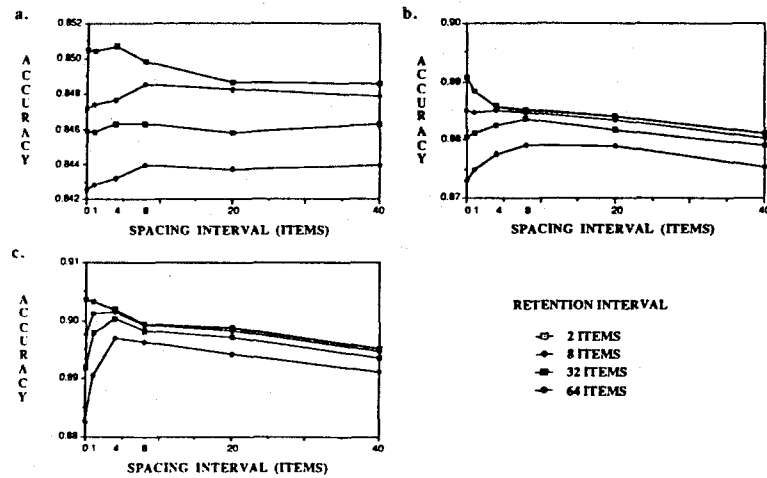 a.
0.852
0.850
0.848
0.846
0.844
0.842
ACCURACY
0 1 4 8 20 40
SPACING INTERVAL (ITEMS)
b.
0.90
0.89
0.88
0.87
ACCURACY
0 1 4 8 20 40
SPACING INTERVAL (ITEMS)
c.
0.91
0.90
0.89
0.88
ACCURACY
0 1 4 8 20 40
SPACING INTERVAL (ITEMS)
RETENTION INTERVAL
2 ITEMS
8 ITEMS
32 ITEMS
64 ITEMS